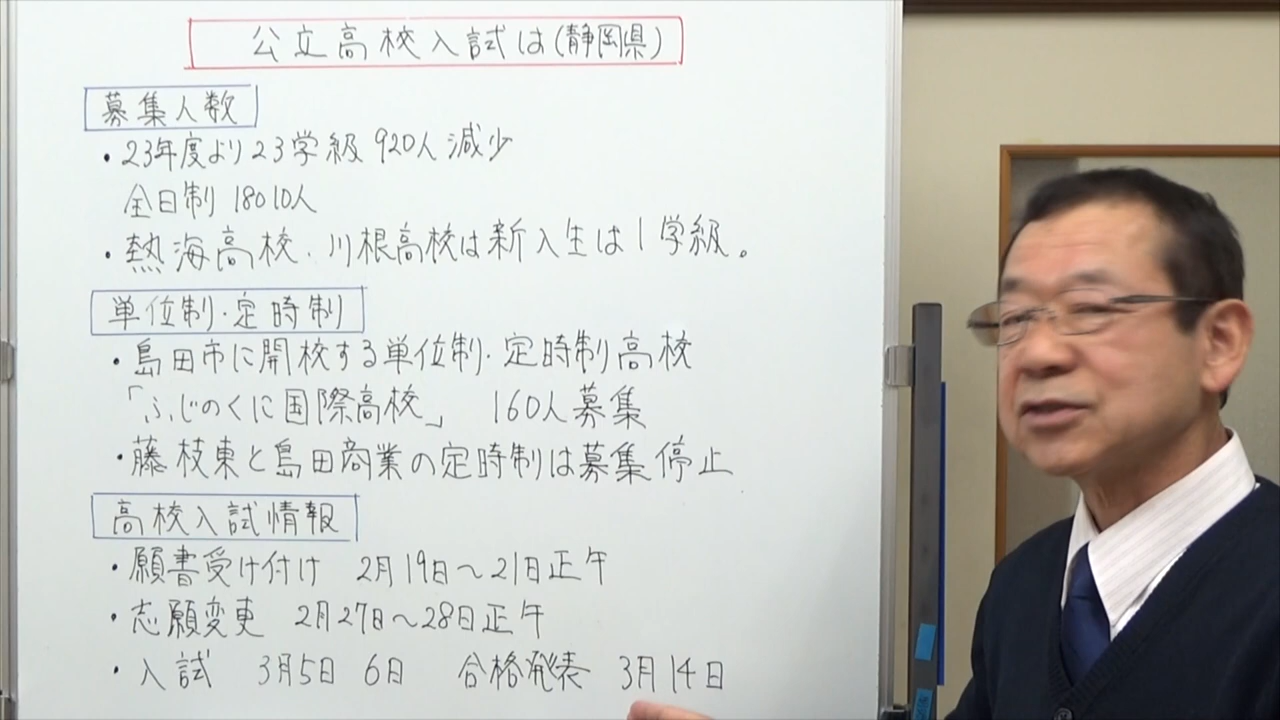 公立高校入試は(静岡県)
募集人数
・23年度より23学級 920人減少
全日制 18010人
・熱海高校、川根高校は新入生は1学級。
単位制・定時制
・島田市に開校する単位制・定時制高校
「ふじのくに国際高校」 160人募集
・藤枝東と島田商業の定時制は募集停止
高校入試情報
・願書受け付け 2月19日～21日正午
・志願変更 2月27日～28日正午
・入試 3月5日 6日 合格発表 3月14日